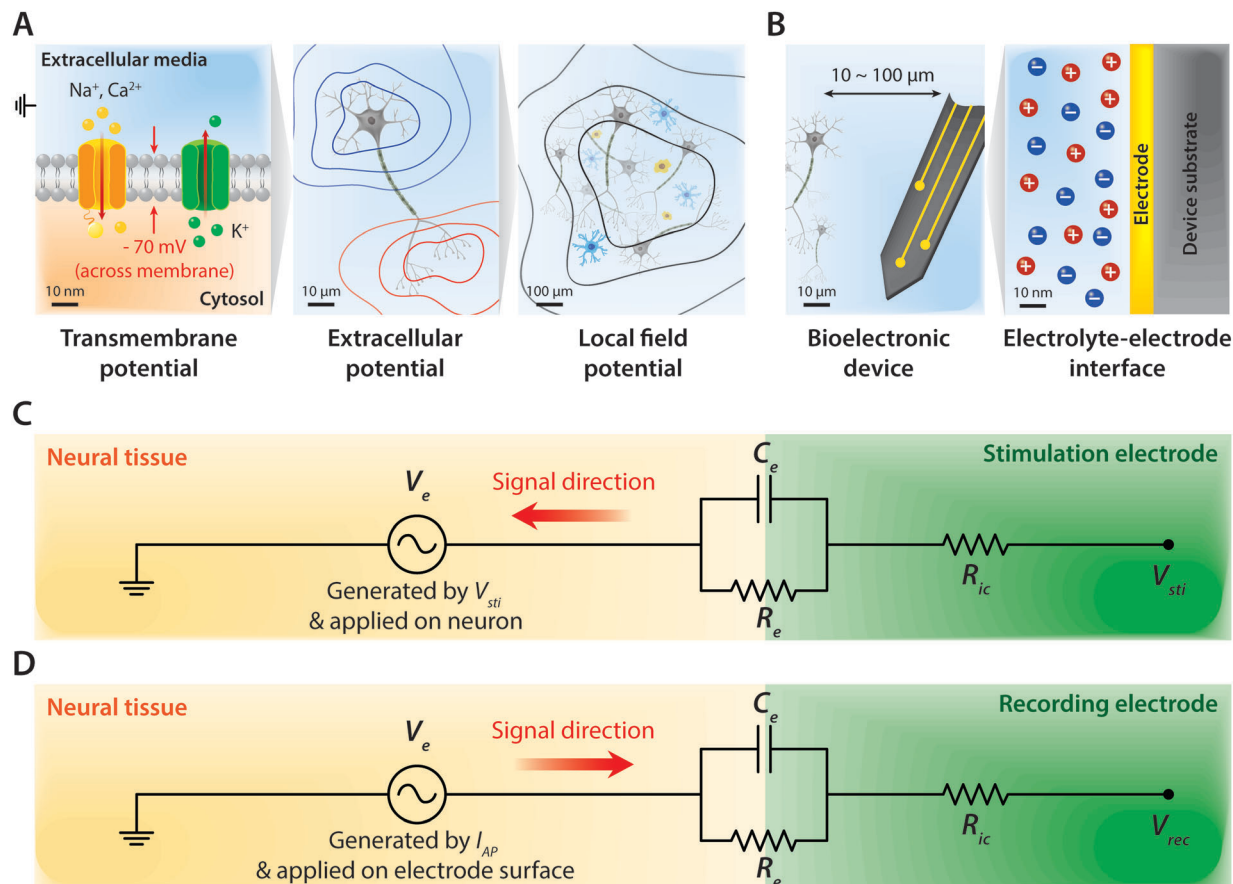 A
Extracellular media
Na⁺, Ca²⁺
K⁺
- 70 mV
(across membrane)
Cytosol
10 nm
Transmembrane
potential
10 µm
Extracellular
potential
100 µm
Local field
potential
B
10 ~ 100 µm
10 µm
Bioelectronic
device
Electrode
Device substrate
10 nm
Electrolyte-electrode
interface
C
Neural tissue
Stimulation electrode
V_e
Signal direction
C_e
R_e
R_ic
V_sti
Generated by V_sti
& applied on neuron
D
Neural tissue
Recording electrode
V_e
Signal direction
C_e
R_e
R_ic
V_rec
Generated by I_AP
& applied on electrode surface